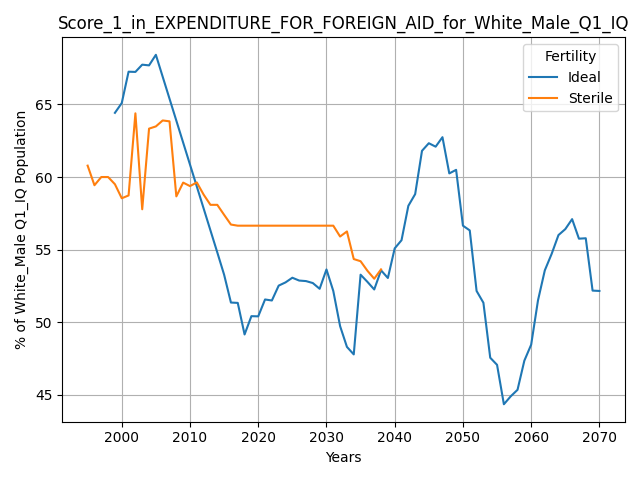 Score_1_in_EXPENDITURE_FOR_FOREIGN_AID_for_White_Male_Q1_IQ
Fertility
Ideal
Sterile
% of White_Male Q1_IQ Population
65
60
55
50
45
2000 2010 2020 2030 2040 2050 2060 2070
Years